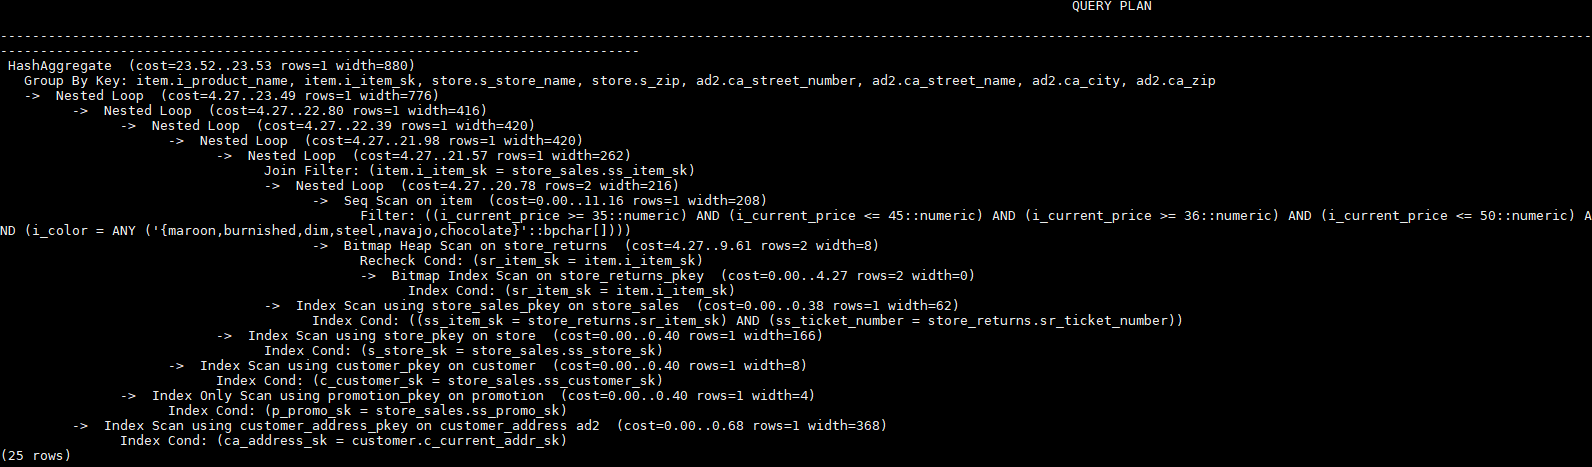 QUERY PLAN
-----------------------------------------------------------------------------------------------------------------------------------------------------------------------------------------------------------------------
--------------------------------------------------------------------------------
HashAggregate  (cost=23.52..23.53 rows=1 width=880)
Group By Key: item.i_product_name, item.i_item_sk, store.s_store_name, store.s_zip, ad2.ca_street_number, ad2.ca_street_name, ad2.ca_city, ad2.ca_zip
->  Nested Loop  (cost=4.27..23.49 rows=1 width=776)
->  Nested Loop  (cost=4.27..22.80 rows=1 width=416)
->  Nested Loop  (cost=4.27..22.39 rows=1 width=420)
->  Nested Loop  (cost=4.27..21.98 rows=1 width=420)
->  Nested Loop  (cost=4.27..21.57 rows=1 width=262)
Join Filter: (item.i_item_sk = store_sales.ss_item_sk)
->  Nested Loop  (cost=4.27..20.78 rows=2 width=216)
->  Seq Scan on item  (cost=0.00..11.16 rows=1 width=208)
Filter: ((i_current_price >= 35::numeric) AND (i_current_price <= 45::numeric) AND (i_current_price >= 36::numeric) AND (i_current_price <= 50::numeric) A
ND (i_color = ANY ('{maroon,burnished,dim,steel,navajo,chocolate}'::bpchar[])))
->  Bitmap Heap Scan on store_returns  (cost=4.27..9.61 rows=2 width=8)
Recheck Cond: (sr_item_sk = item.i_item_sk)
->  Bitmap Index Scan on store_returns_pkey  (cost=0.00..4.27 rows=2 width=0)
Index Cond: (sr_item_sk = item.i_item_sk)
->  Index Scan using store_sales_pkey on store_sales  (cost=0.00..0.38 rows=1 width=62)
Index Cond: ((ss_item_sk = store_returns.sr_item_sk) AND (ss_ticket_number = store_returns.sr_ticket_number))
->  Index Scan using store_pkey on store  (cost=0.00..0.40 rows=1 width=166)
Index Cond: (s_store_sk = store_sales.ss_store_sk)
->  Index Scan using customer_pkey on customer  (cost=0.00..0.40 rows=1 width=8)
Index Cond: (c_customer_sk = store_sales.ss_customer_sk)
->  Index Only Scan using promotion_pkey on promotion  (cost=0.00..0.40 rows=1 width=4)
Index Cond: (p_promo_sk = store_sales.ss_promo_sk)
->  Index Scan using customer_address_pkey on customer_address ad2  (cost=0.00..0.68 rows=1 width=368)
Index Cond: (ca_address_sk = customer.c_current_addr_sk)
(25 rows)